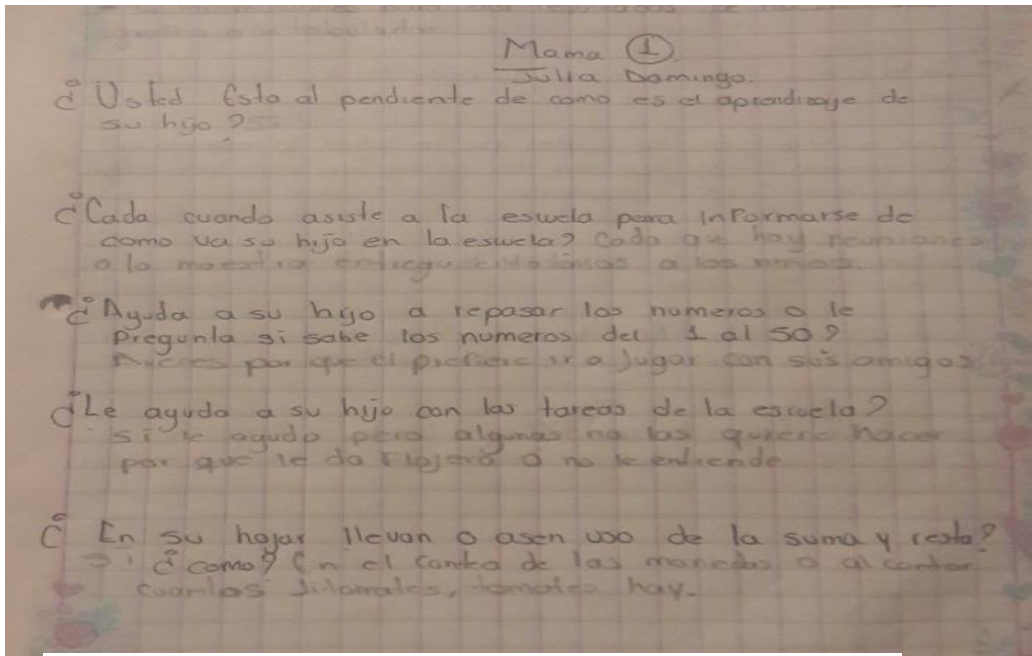 Mama ①
Julia Domingo.
¿Usted Esta al pendiente de como es el aprendizaje de
su hijo?
¿Cada cuando asiste a la escuela para informarse de
como va su hijo en la escuela? Cada que hay reuniones
o la maestra entregue a los niños.
¿Ayuda a su hijo a repasar los numeros o le
Pregunta si sabe los numeros del 1 al 50?
Aveces por que el prefiere ir a jugar con sus amigos
¿Le ayuda a su hijo con las tareas de la escuela?
si le ayudo pero algunas no las quiere hacer
por que le da flojera o no le entiende.
¿En su hojar llevan o asen uso de la suma y resta?
Si ¿como? En el conteo de las monedas o al contar
cuantos jitomates, tomates hay.